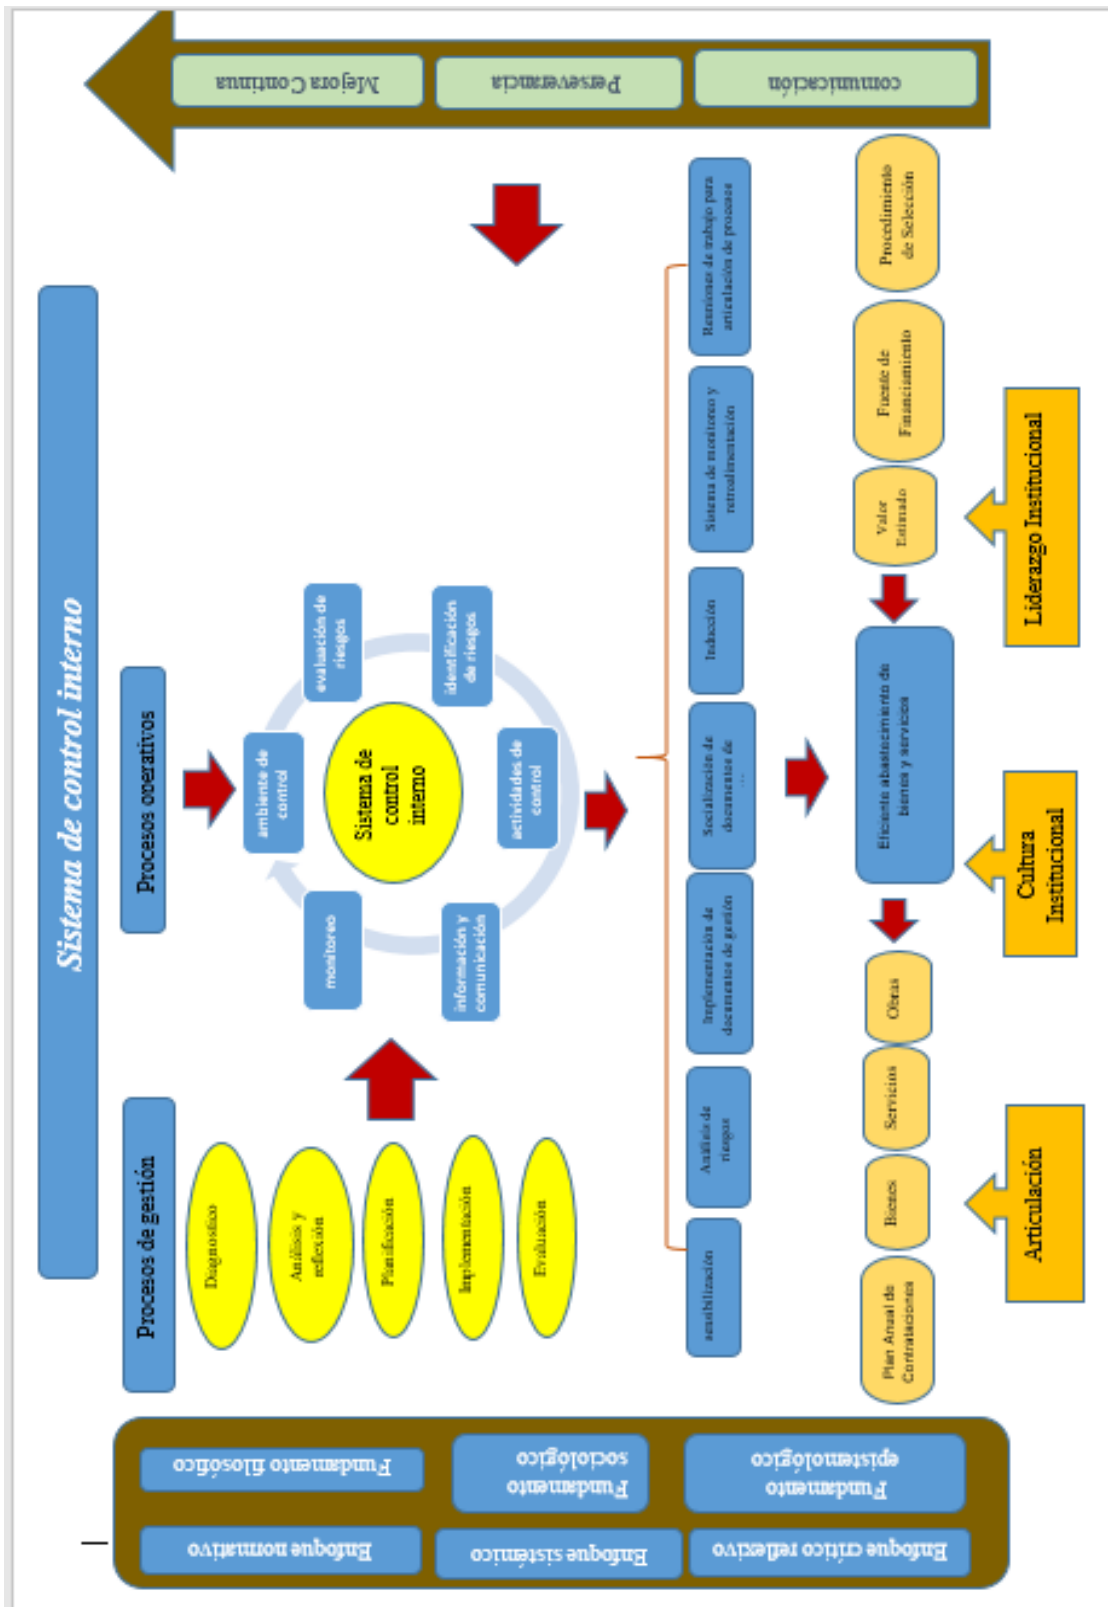 Sistema de control interno
Procesos de gestión
Procesos operativos
Diagnostico
Análisis y
reflexión
Planificación
Implementación
Evaluación
Sistema de
control
interno
ambiente de
control
evaluación de
riesgos
identificación
de riesgos
actividades de
control
información y
comunicación
monitoreo
sensibilización
Análisis de
riesgos
Implementación de
documentos de gestión
Socialización de
documentos de
...
Inducción
Sistema de monitoreo y
retroalimentación
Reuniones de trabajo para
articulación de procesos
Plan Anual de
Contrataciones
Bienes
Servicios
Obras
Eficiente abastecimiento de
bienes y servicios
Valor
Estimado
Fuente de
Financiamiento
Procedimiento
de Selección
Articulación
Cultura
Institucional
Liderazgo Institucional
Enfoque normativo
Enfoque sistémico
Enfoque crítico reflexivo
Fundamento filosófico
Fundamento
sociológico
Fundamento
epistemológico
Mejora Continua
Perseverancia
comunicación